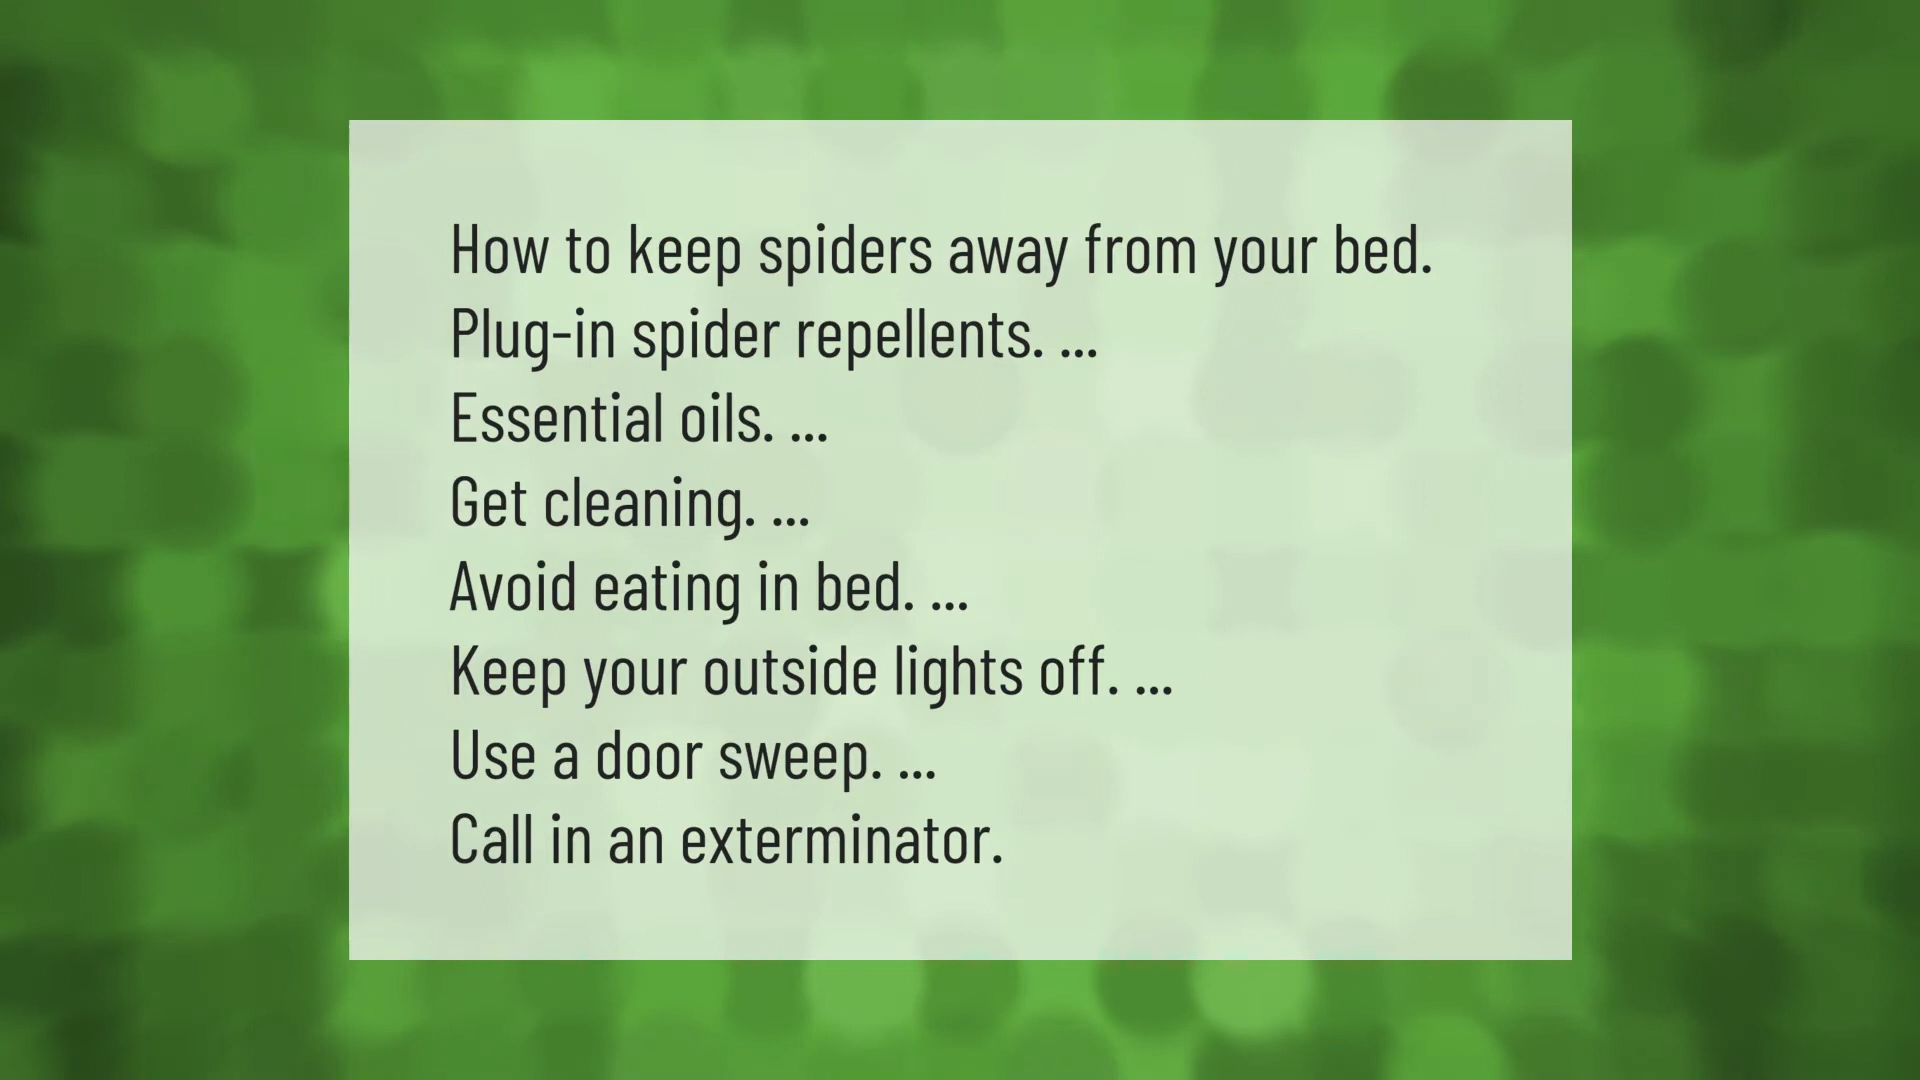 How to keep spiders away from your bed.
Plug-in spider repellents. ...
Essential oils. ...
Get cleaning. ...
Avoid eating in bed. ...
Keep your outside lights off. ...
Use a door sweep. ...
Call in an exterminator.